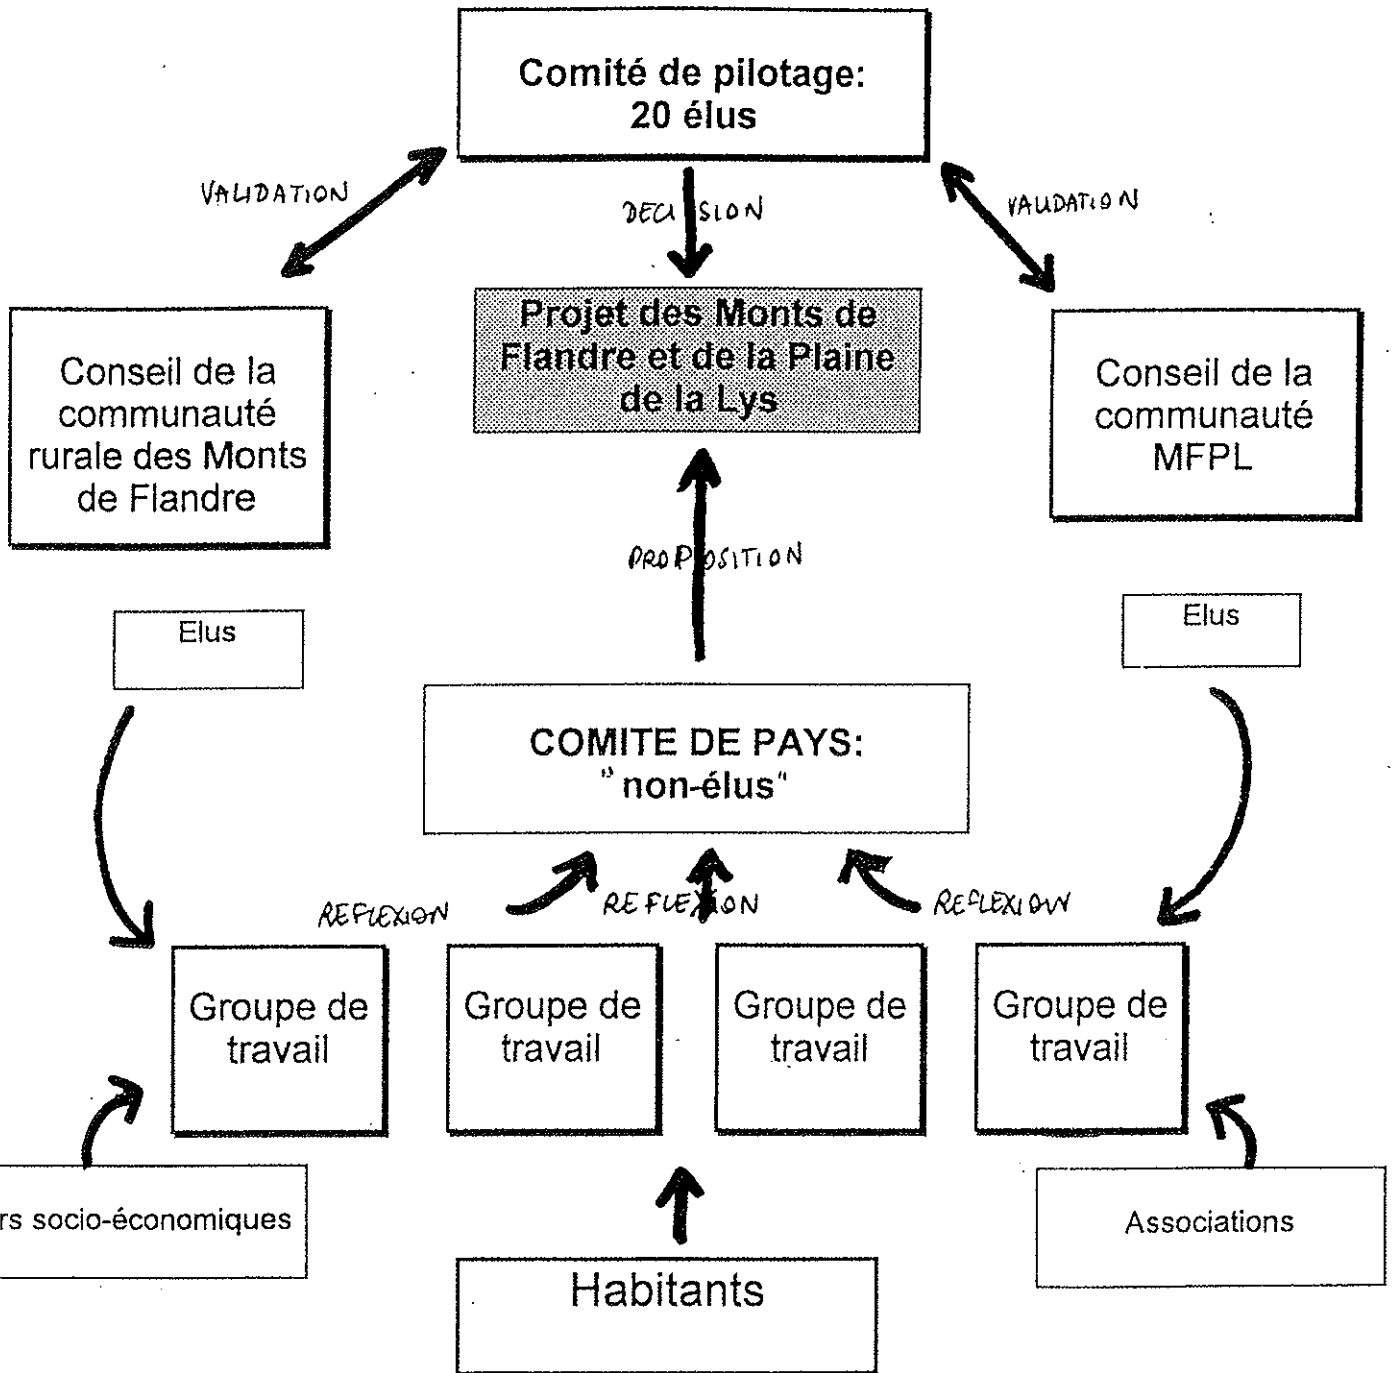 Comité de pilotage:
20 élus
VALIDATION
DECISION
VALIDATION
Projet des Monts de
Flandre et de la Plaine
de la Lys
Conseil de la
communauté
rurale des Monts
de Flandre
Conseil de la
communauté
MFPL
PROPOSITION
Elus
Elus
COMITE DE PAYS:
"non-élus"
REFLEXION
REFLEXION
REFLEXION
Groupe de
travail
Groupe de
travail
Groupe de
travail
Groupe de
travail
rs socio-économiques
Habitants
Associations